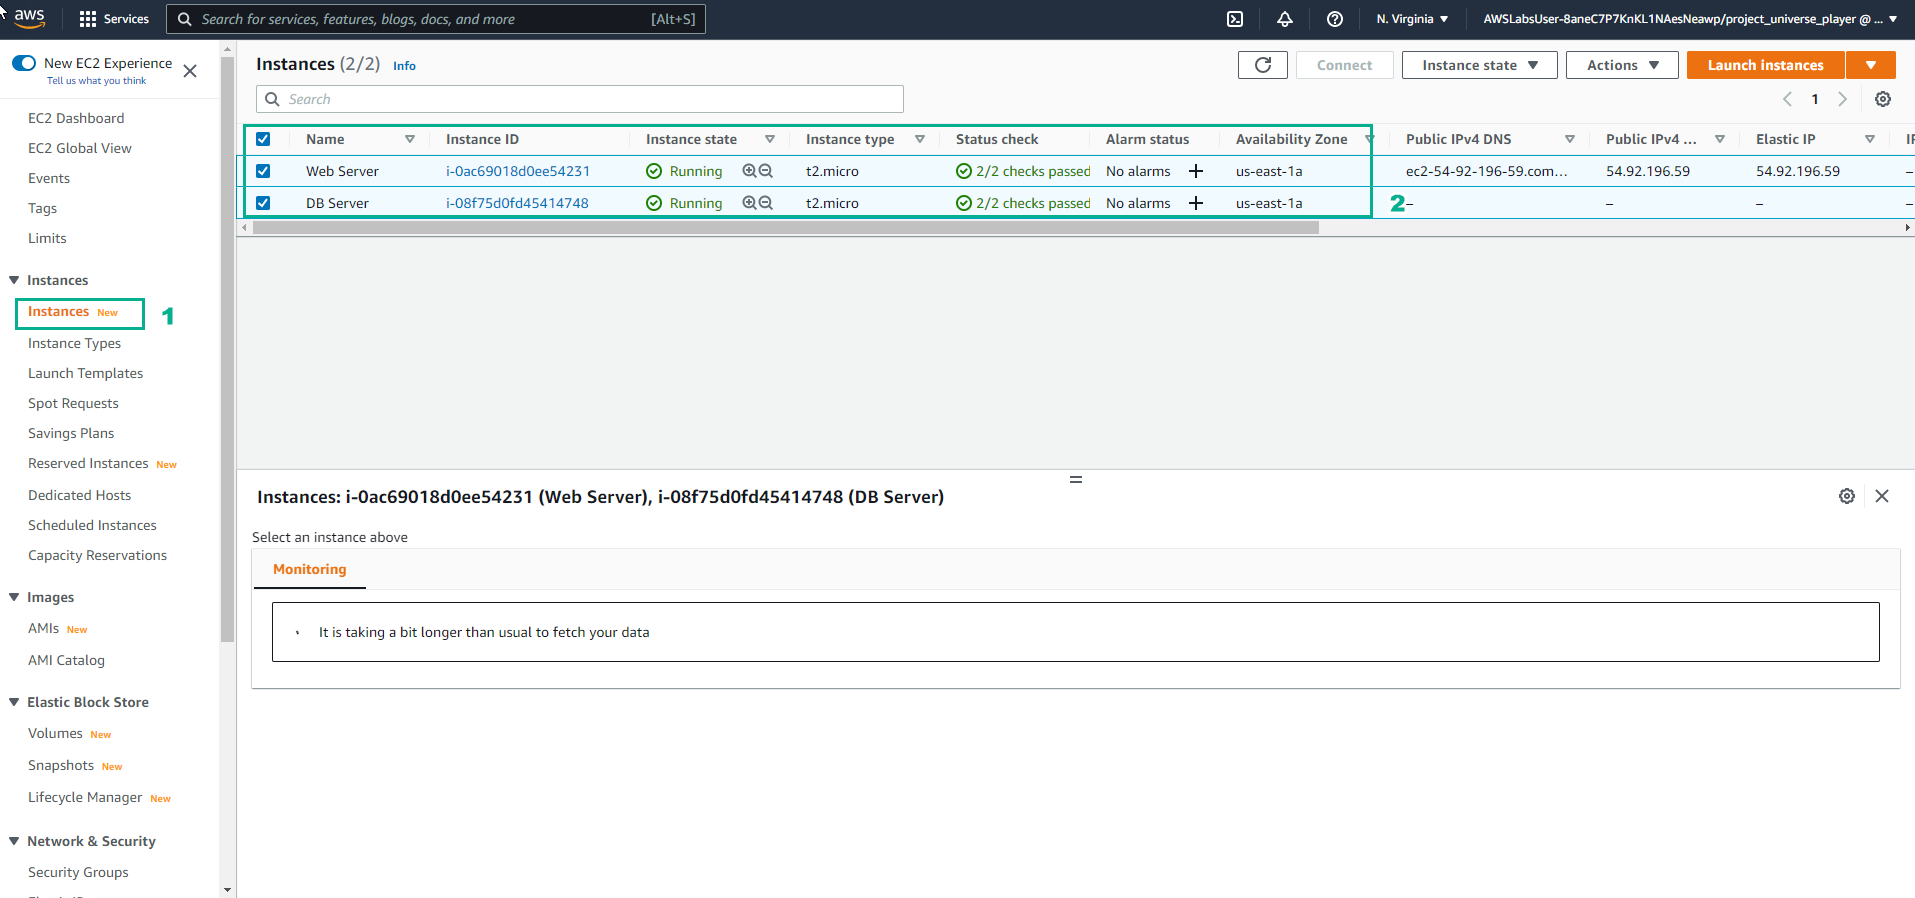 aws Services Search for services, features, blogs, docs, and more [Alt+S] N. Virginia AWSLabsUser-8aneC7P7KnKL1NAesNeawp/project_universe_player @ ...
New EC2 Experience
Tell us what you think
EC2 Dashboard
EC2 Global View
Events
Tags
Limits
Instances
Instances New 1
Instance Types
Launch Templates
Spot Requests
Savings Plans
Reserved Instances New
Dedicated Hosts
Scheduled Instances
Capacity Reservations
Images
AMIs New
AMI Catalog
Elastic Block Store
Volumes New
Snapshots New
Lifecycle Manager New
Network & Security
Security Groups
Instances (2/2) Info Connect Instance state Actions Launch instances
Search 1
Name Instance ID Instance state Instance type Status check Alarm status Availability Zone Public IPv4 DNS Public IPv4 ... Elastic IP
Web Server i-0ac69018d0ee54231 Running t2.micro 2/2 checks passed No alarms + us-east-1a ec2-54-92-196-59.com... 54.92.196.59 54.92.196.59 –
DB Server i-08f75d0fd45414748 Running t2.micro 2/2 checks passed No alarms + us-east-1a 2 – – – –
Instances: i-0ac69018d0ee54231 (Web Server), i-08f75d0fd45414748 (DB Server)
Select an instance above
Monitoring
It is taking a bit longer than usual to fetch your data